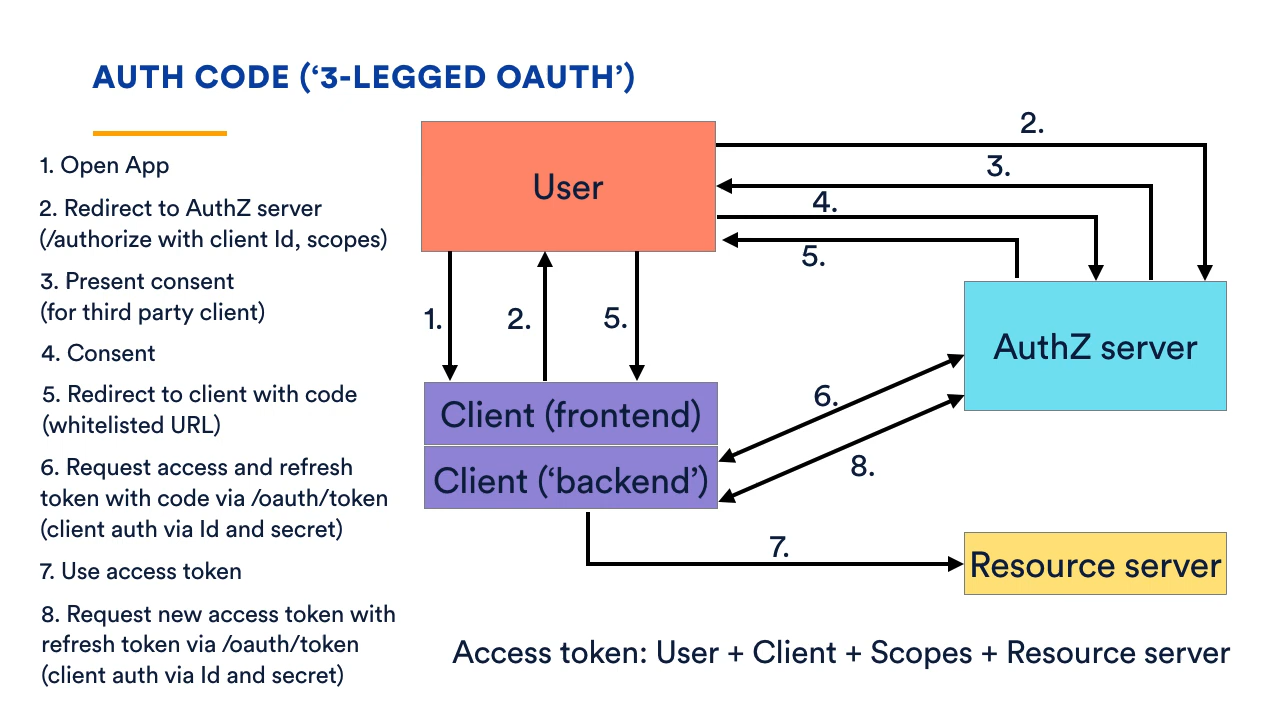 AUTH CODE (‘3-LEGGED OAUTH’)
1. Open App
2. Redirect to AuthZ server
(/authorize with client Id, scopes)
3. Present consent
(for third party client)
4. Consent
5. Redirect to client with code
(whitelisted URL)
6. Request access and refresh
token with code via /oauth/token
(client auth via Id and secret)
7. Use access token
8. Request new access token with
refresh token via /oauth/token
(client auth via Id and secret)
User
2.
3.
4.
5.
1.
2.
5.
AuthZ server
Client (frontend)
Client (‘backend’)
6.
8.
7.
Resource server
Access token: User + Client + Scopes + Resource server